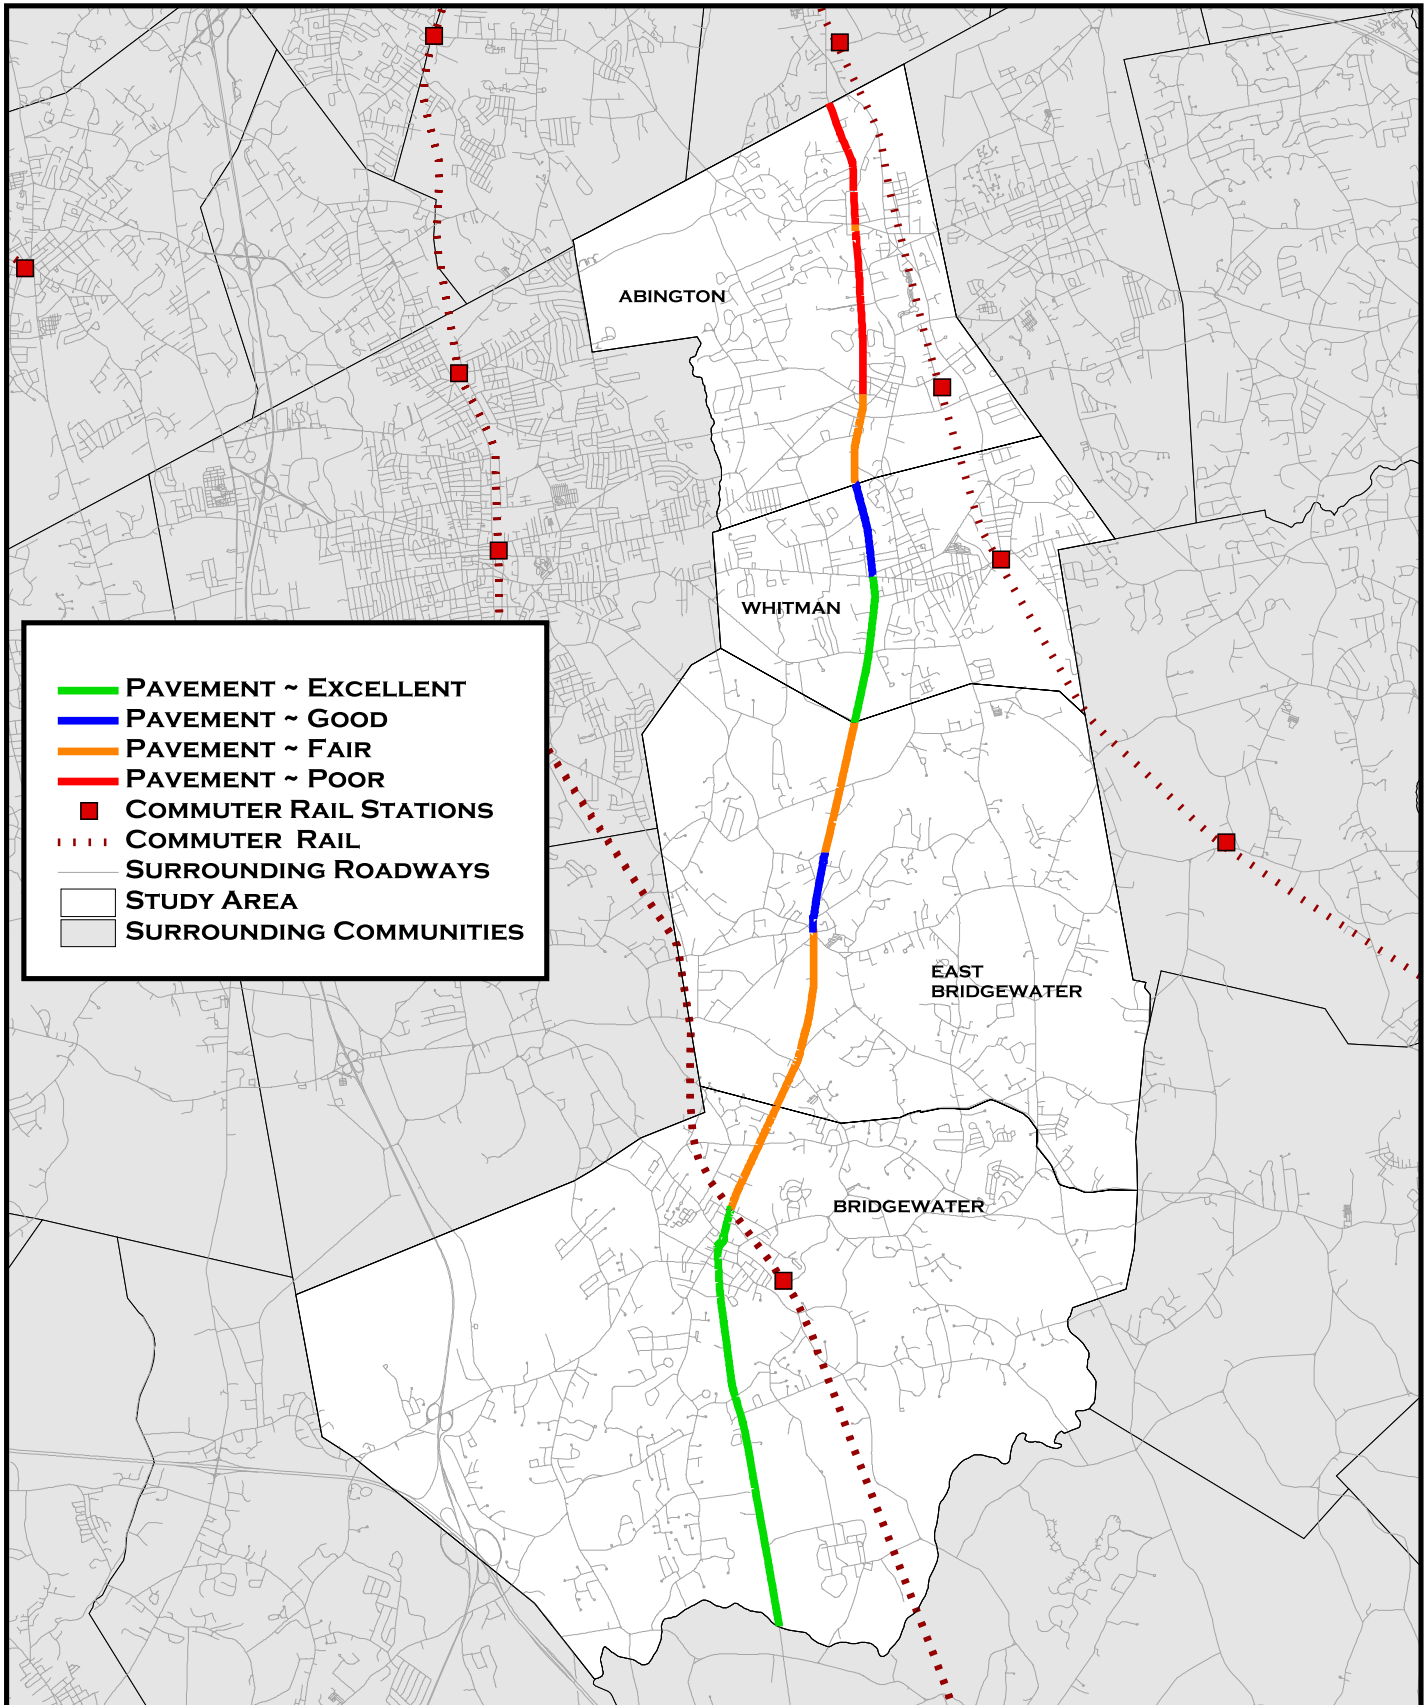 ABINGTON
WHITMAN
PAVEMENT ~ EXCELLENT
PAVEMENT ~ GOOD
PAVEMENT ~ FAIR
PAVEMENT ~ POOR
COMMUTER RAIL STATIONS
COMMUTER RAIL
SURROUNDING ROADWAYS
STUDY AREA
SURROUNDING COMMUNITIES
EAST
BRIDGEWATER
BRIDGEWATER